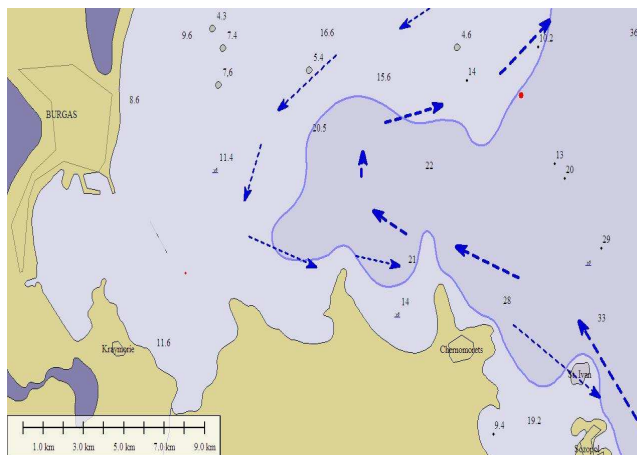 4.3
9.6
7.4
16.6
4.6
10.2
36
5.4
7.6
15.6
14
8.6
BURGAS
20.5
11.4
22
13
20
29
21
14
28
33
Kraymorie
11.6
Chernomorets
St. Ivan
9.4
19.2
Sozopol
1.0 km
3.0 km
5.0 km
7.0 km
9.0 km